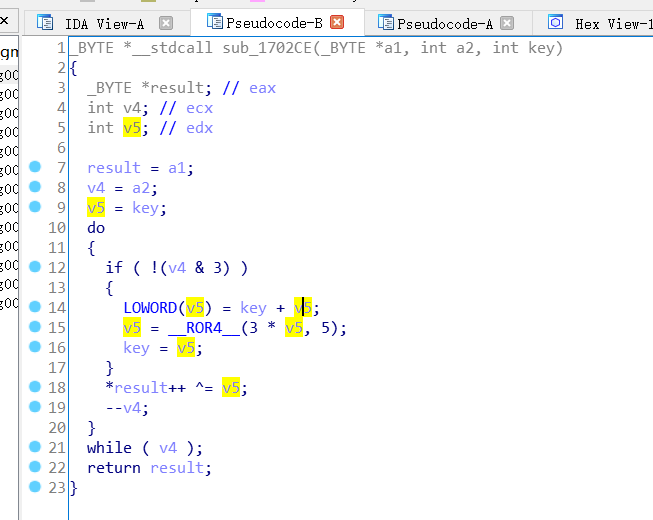 IDA View-A
Pseudocode-B
Pseudocode-A
Hex View-1
1 _BYTE *__stdcall sub_1702CE(_BYTE *a1, int a2, int key)
2 {
3 _BYTE *result; // eax
4 int v4; // ecx
5 int v5; // edx
6
7 result = a1;
8 v4 = a2;
9 v5 = key;
10 do
11 {
12 if ( !(v4 & 3) )
13 {
14 LOWORD(v5) = key + v5;
15 v5 = __ROR4__(3 * v5, 5);
16 key = v5;
17 }
18 *result++ ^= v5;
19 --v4;
20 }
21 while ( v4 );
22 return result;
23 }